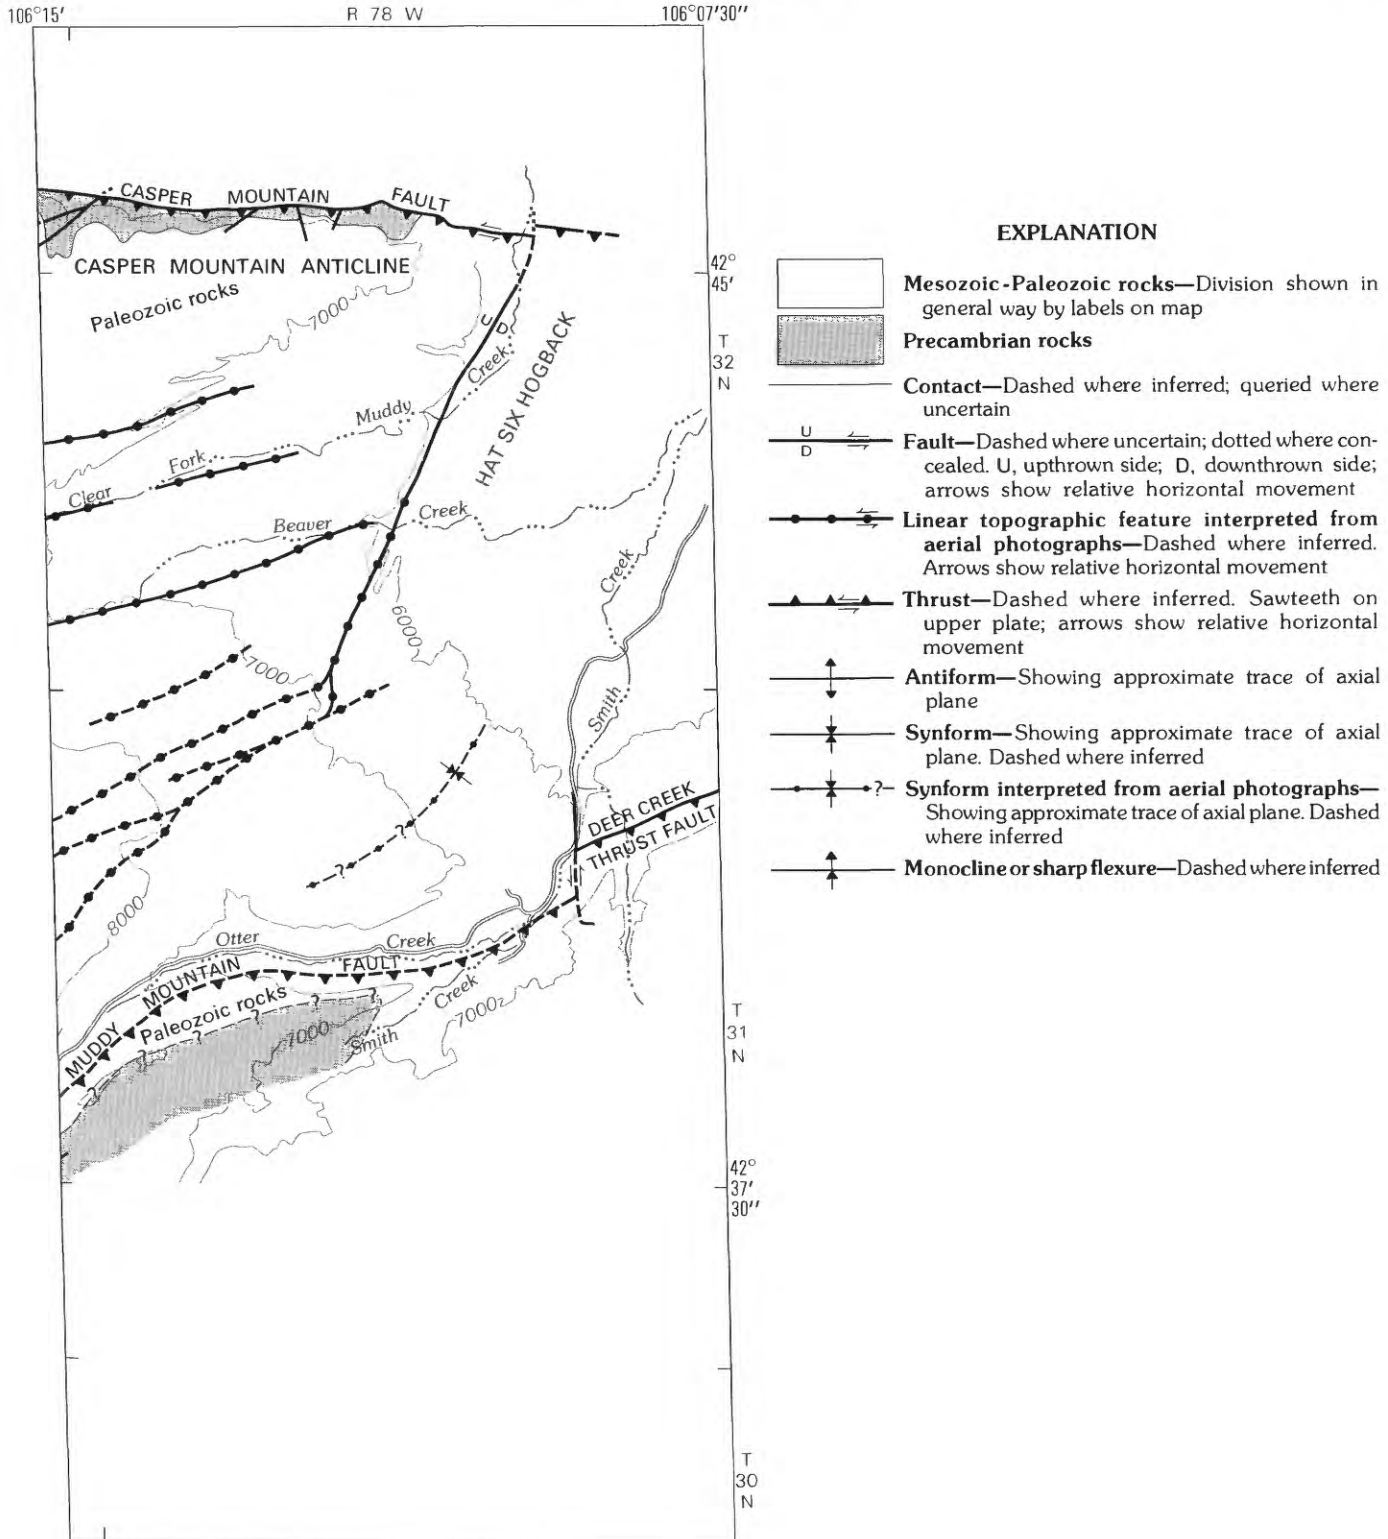 106°15'
R 78 W
106°07'30''
CASPER MOUNTAIN FAULT
CASPER MOUNTAIN ANTICLINE
Paleozoic rocks
7000
42°
45'
U
D
T
32
N
Creek
Muddy
HAT SIX HOGBACK
Fork
Clear
Beaver
Creek
Creek
6000
7000
Smith
DEER CREEK
THRUST FAULT
8000
Otter
Creek
MUDDY MOUNTAIN FAULT
Paleozoic rocks
?
?
?
?
?
?
?
7000
Creek
7000
Smith
T
31
N
42°
37'
30''
T
30
N
EXPLANATION
Mesozoic-Paleozoic rocks—Division shown in
general way by labels on map
Precambrian rocks
Contact—Dashed where inferred; queried where
uncertain
U
D
Fault—Dashed where uncertain; dotted where con-
cealed. U, upthrown side; D, downthrown side;
arrows show relative horizontal movement
Linear topographic feature interpreted from
aerial photographs—Dashed where inferred.
Arrows show relative horizontal movement
Thrust—Dashed where inferred. Sawteeth on
upper plate; arrows show relative horizontal
movement
Antiform—Showing approximate trace of axial
plane
Synform—Showing approximate trace of axial
plane. Dashed where inferred
?
Synform interpreted from aerial photographs—
Showing approximate trace of axial plane. Dashed
where inferred
Monocline or sharp flexure—Dashed where inferred